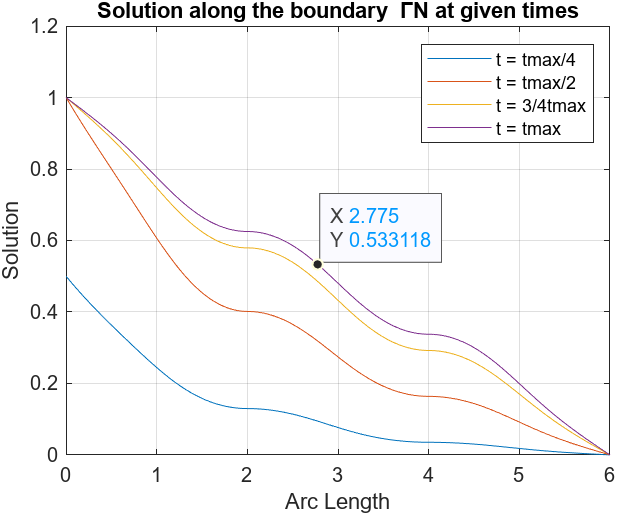 Solution along the boundary ΓN at given times
1.2
1
0.8
0.6
0.4
0.2
0
Solution
t = tmax/4
t = tmax/2
t = 3/4tmax
t = tmax
X 2.775
Y 0.533118
0 1 2 3 4 5 6
Arc Length